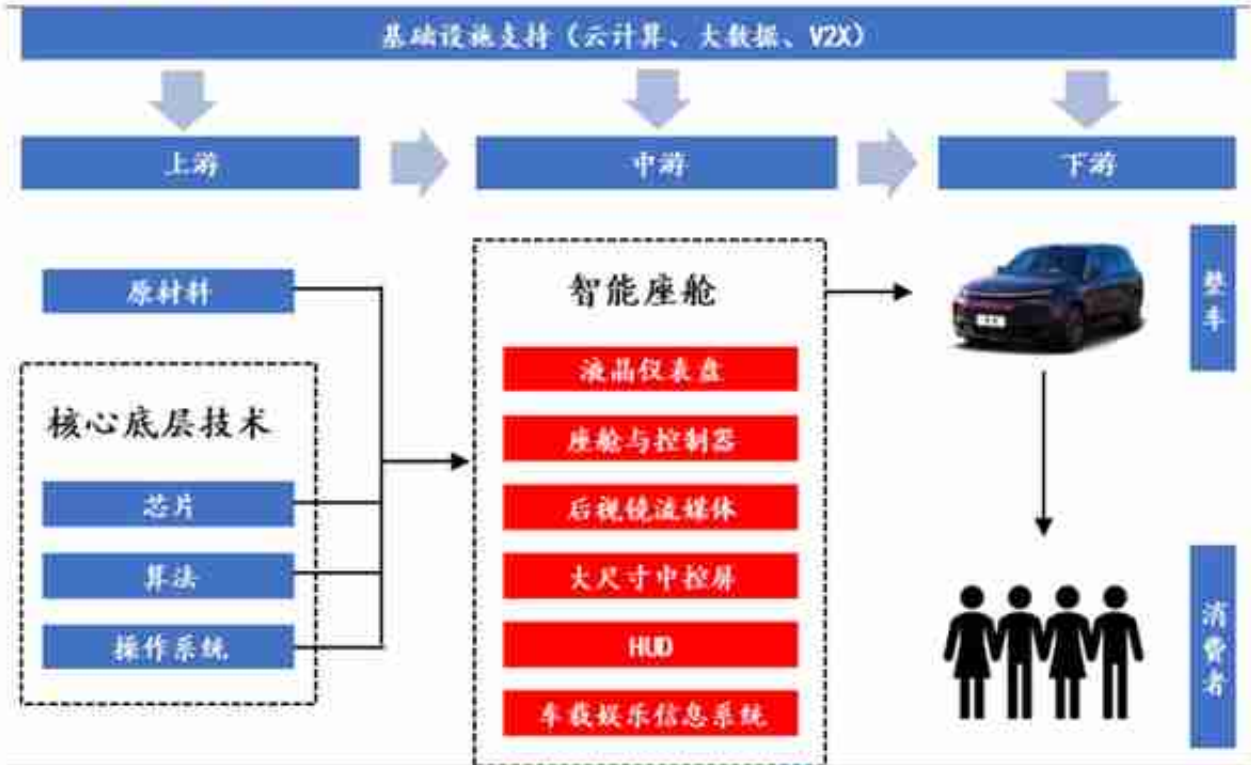 基础设施支持（云计算、大数据、V2X）
上游
中游
下游
原材料
核心底层技术
芯片
算法
操作系统
智能座舱
液晶仪表盘
座舱与控制器
后视镜流媒体
大尺寸中控屏
HUD
车载娱乐信息系统
整车
消费者